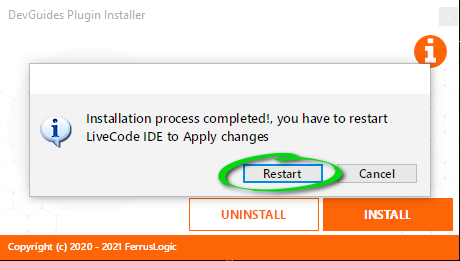 DevGuides Plugin Installer
Installation process completed!, you have to restart
LiveCode IDE to Apply changes
Restart
Cancel
UNINSTALL
INSTALL
Copyright (c) 2020 - 2021 FerrusLogic